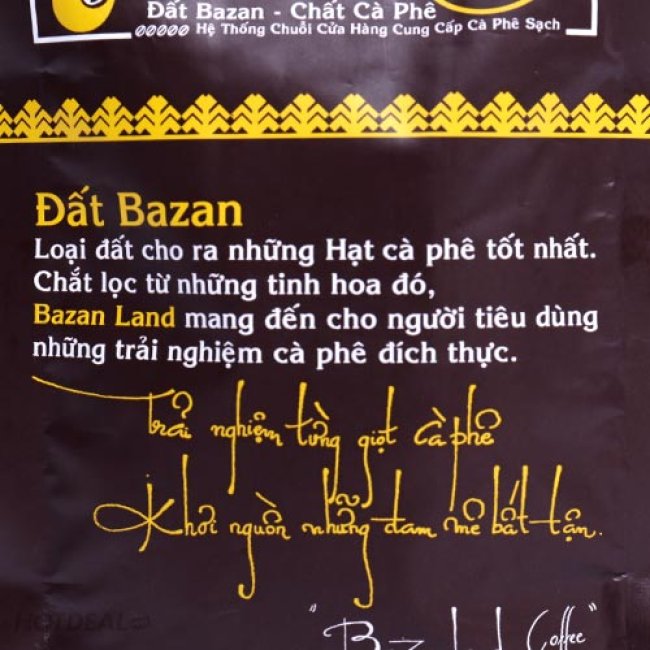 Đất Bazan - Chất Cà Phê
Hệ Thống Chuỗi Cửa Hàng Cung Cấp Cà Phê Sạch
Đất Bazan
Loại đất cho ra những Hạt cà phê tốt nhất.
Chắt lọc từ những tinh hoa đó,
Bazan Land mang đến cho người tiêu dùng
những trải nghiệm cà phê đích thực.
Trải nghiệm từng giọt cà phê
Khơi nguồn những đam mê bất tận.
HOTDEAL
Coffee"